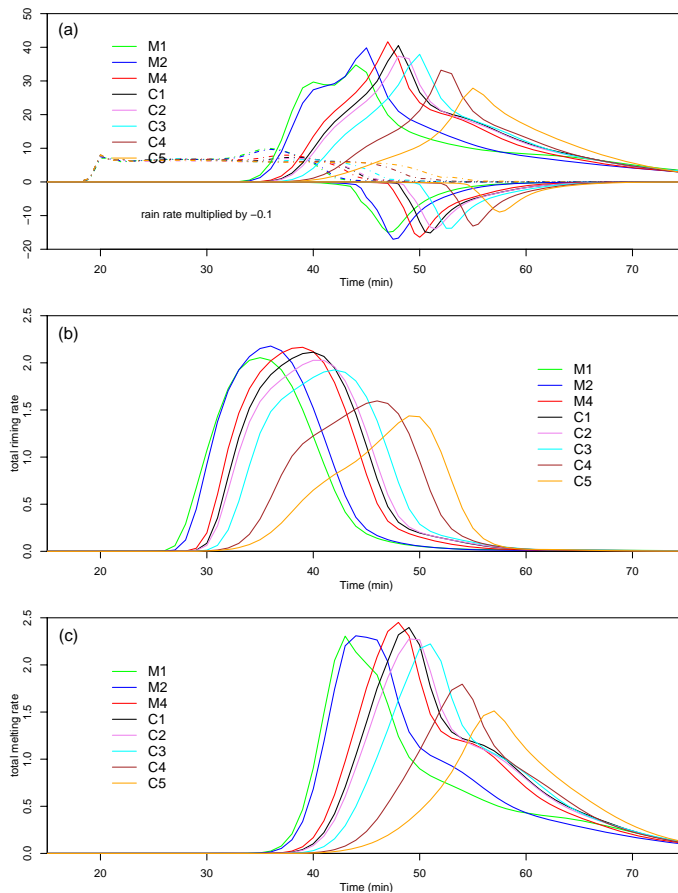 (a)
50
40
30
20
10
0
−10
−20
M1
M2
M4
C1
C2
C3
C4
C5
rain rate multiplied by −0.1
20 30 40 50 60 70
Time (min)
(b)
total riming rate
2.5
2.0
1.5
1.0
0.5
0.0
M1
M2
M4
C1
C2
C3
C4
C5
20 30 40 50 60 70
Time (min)
(c)
total melting rate
2.5
2.0
1.5
1.0
0.5
0.0
M1
M2
M4
C1
C2
C3
C4
C5
20 30 40 50 60 70
Time (min)